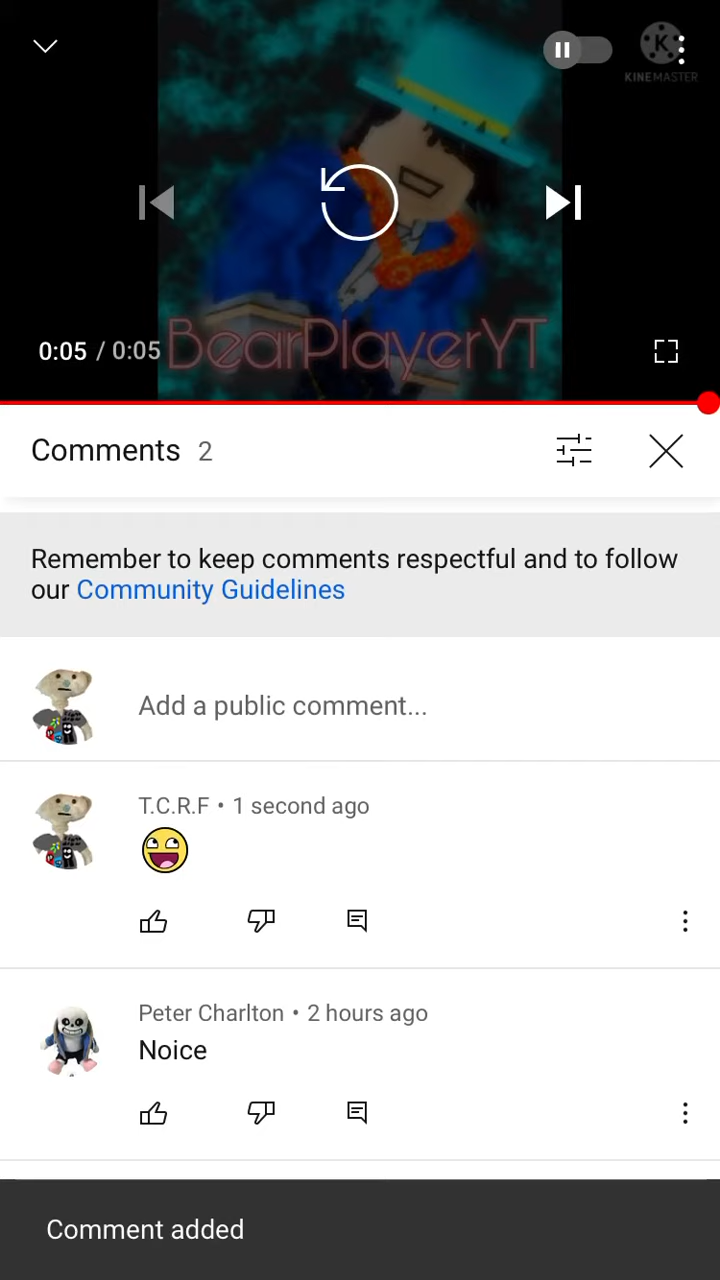 K
KINEMASTER
BearPlayerYT
0:05 / 0:05
Comments 2
Remember to keep comments respectful and to follow
our Community Guidelines
Add a public comment...
T.C.R.F • 1 second ago
Peter Charlton • 2 hours ago
Noice
Comment added